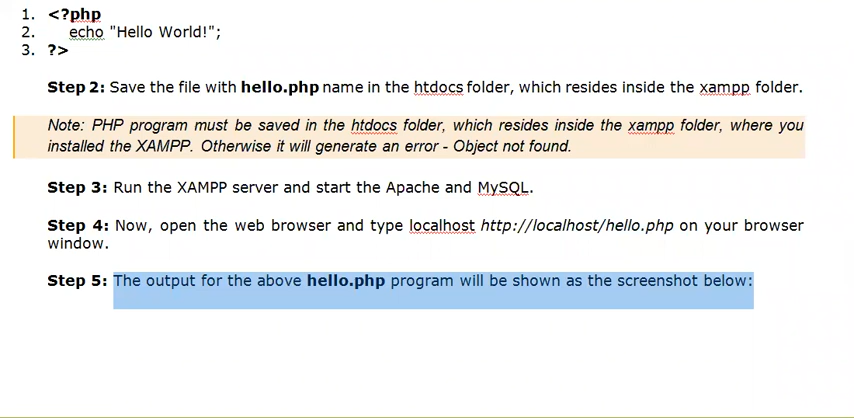 1. <?php
2. echo "Hello World!";
3. ?>
Step 2: Save the file with hello.php name in the htdocs folder, which resides inside the xampp folder.
Note: PHP program must be saved in the htdocs folder, which resides inside the xampp folder, where you
installed the XAMPP. Otherwise it will generate an error - Object not found.
Step 3: Run the XAMPP server and start the Apache and MySQL.
Step 4: Now, open the web browser and type localhost http://localhost/hello.php on your browser
window.
Step 5: The output for the above hello.php program will be shown as the screenshot below: